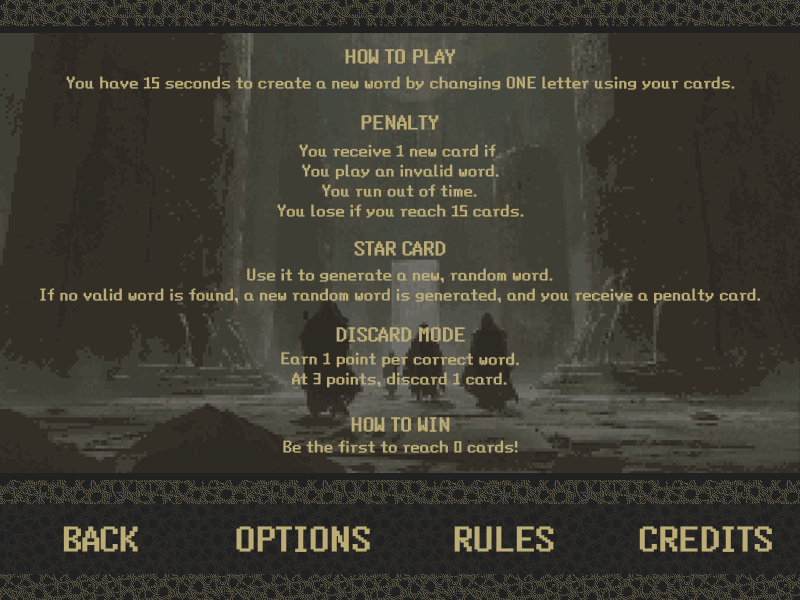 HOW TO PLAY
You have 15 seconds to create a new word by changing ONE letter using your cards.
PENALTY
You receive 1 new card if
You play an invalid word.
You run out of time.
You lose if you reach 15 cards.
STAR CARD
Use it to generate a new, random word.
If no valid word is found, a new random word is generated, and you receive a penalty card.
DISCARD MODE
Earn 1 point per correct word.
At 3 points, discard 1 card.
HOW TO WIN
Be the first to reach 0 cards!
BACK OPTIONS RULES CREDITS